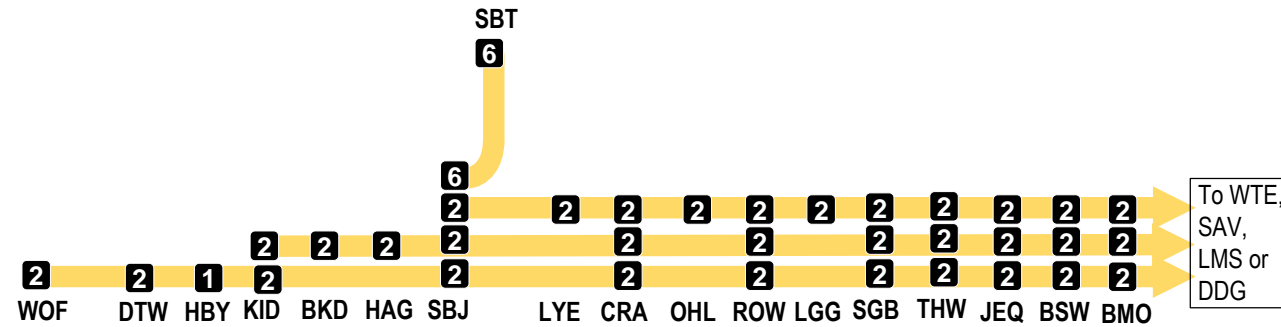 SBT
6
6
2 2 2 2 2 2 2 2 2 2 2
2 2 2 2 2 2 2 2 2 2 2
2 2 1 2 2 2 2 2 2 2 2 2
WOF DTW HBY KID BKD HAG SBJ LYE CRA OHL ROW LGG SGB THW JEQ BSW BMO
To WTE,
SAV,
LMS or
DDG